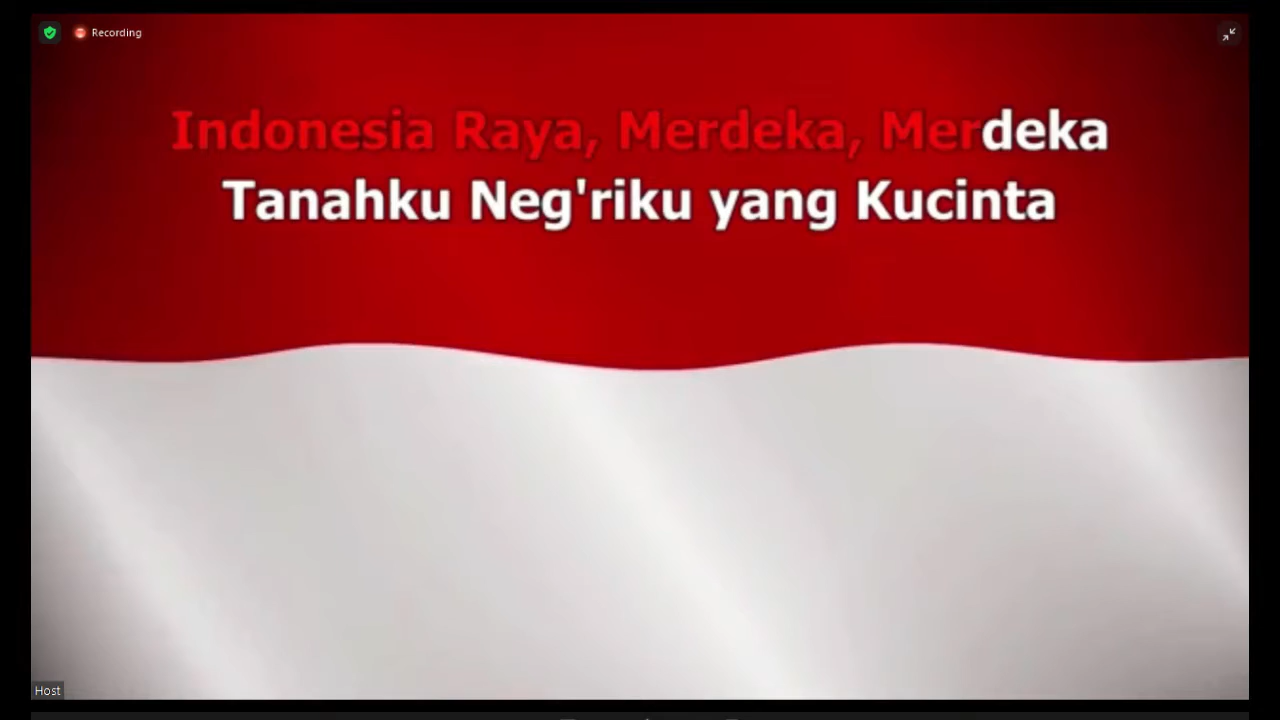 Recording
Indonesia Raya, Merdeka, Merdeka
Tanahku Neg'riku yang Kucinta
Host